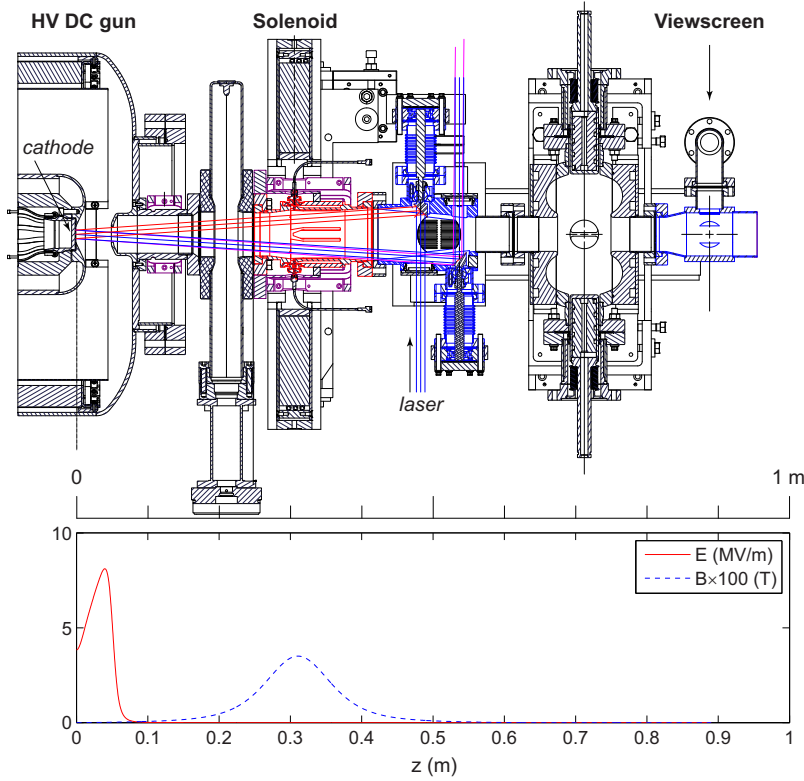 HV DC gun
Solenoid
Viewscreen
cathode
laser
0
1 m
10
5
0
E (MV/m)
B×100 (T)
0 0.1 0.2 0.3 0.4 0.5 0.6 0.7 0.8 0.9 1
z (m)